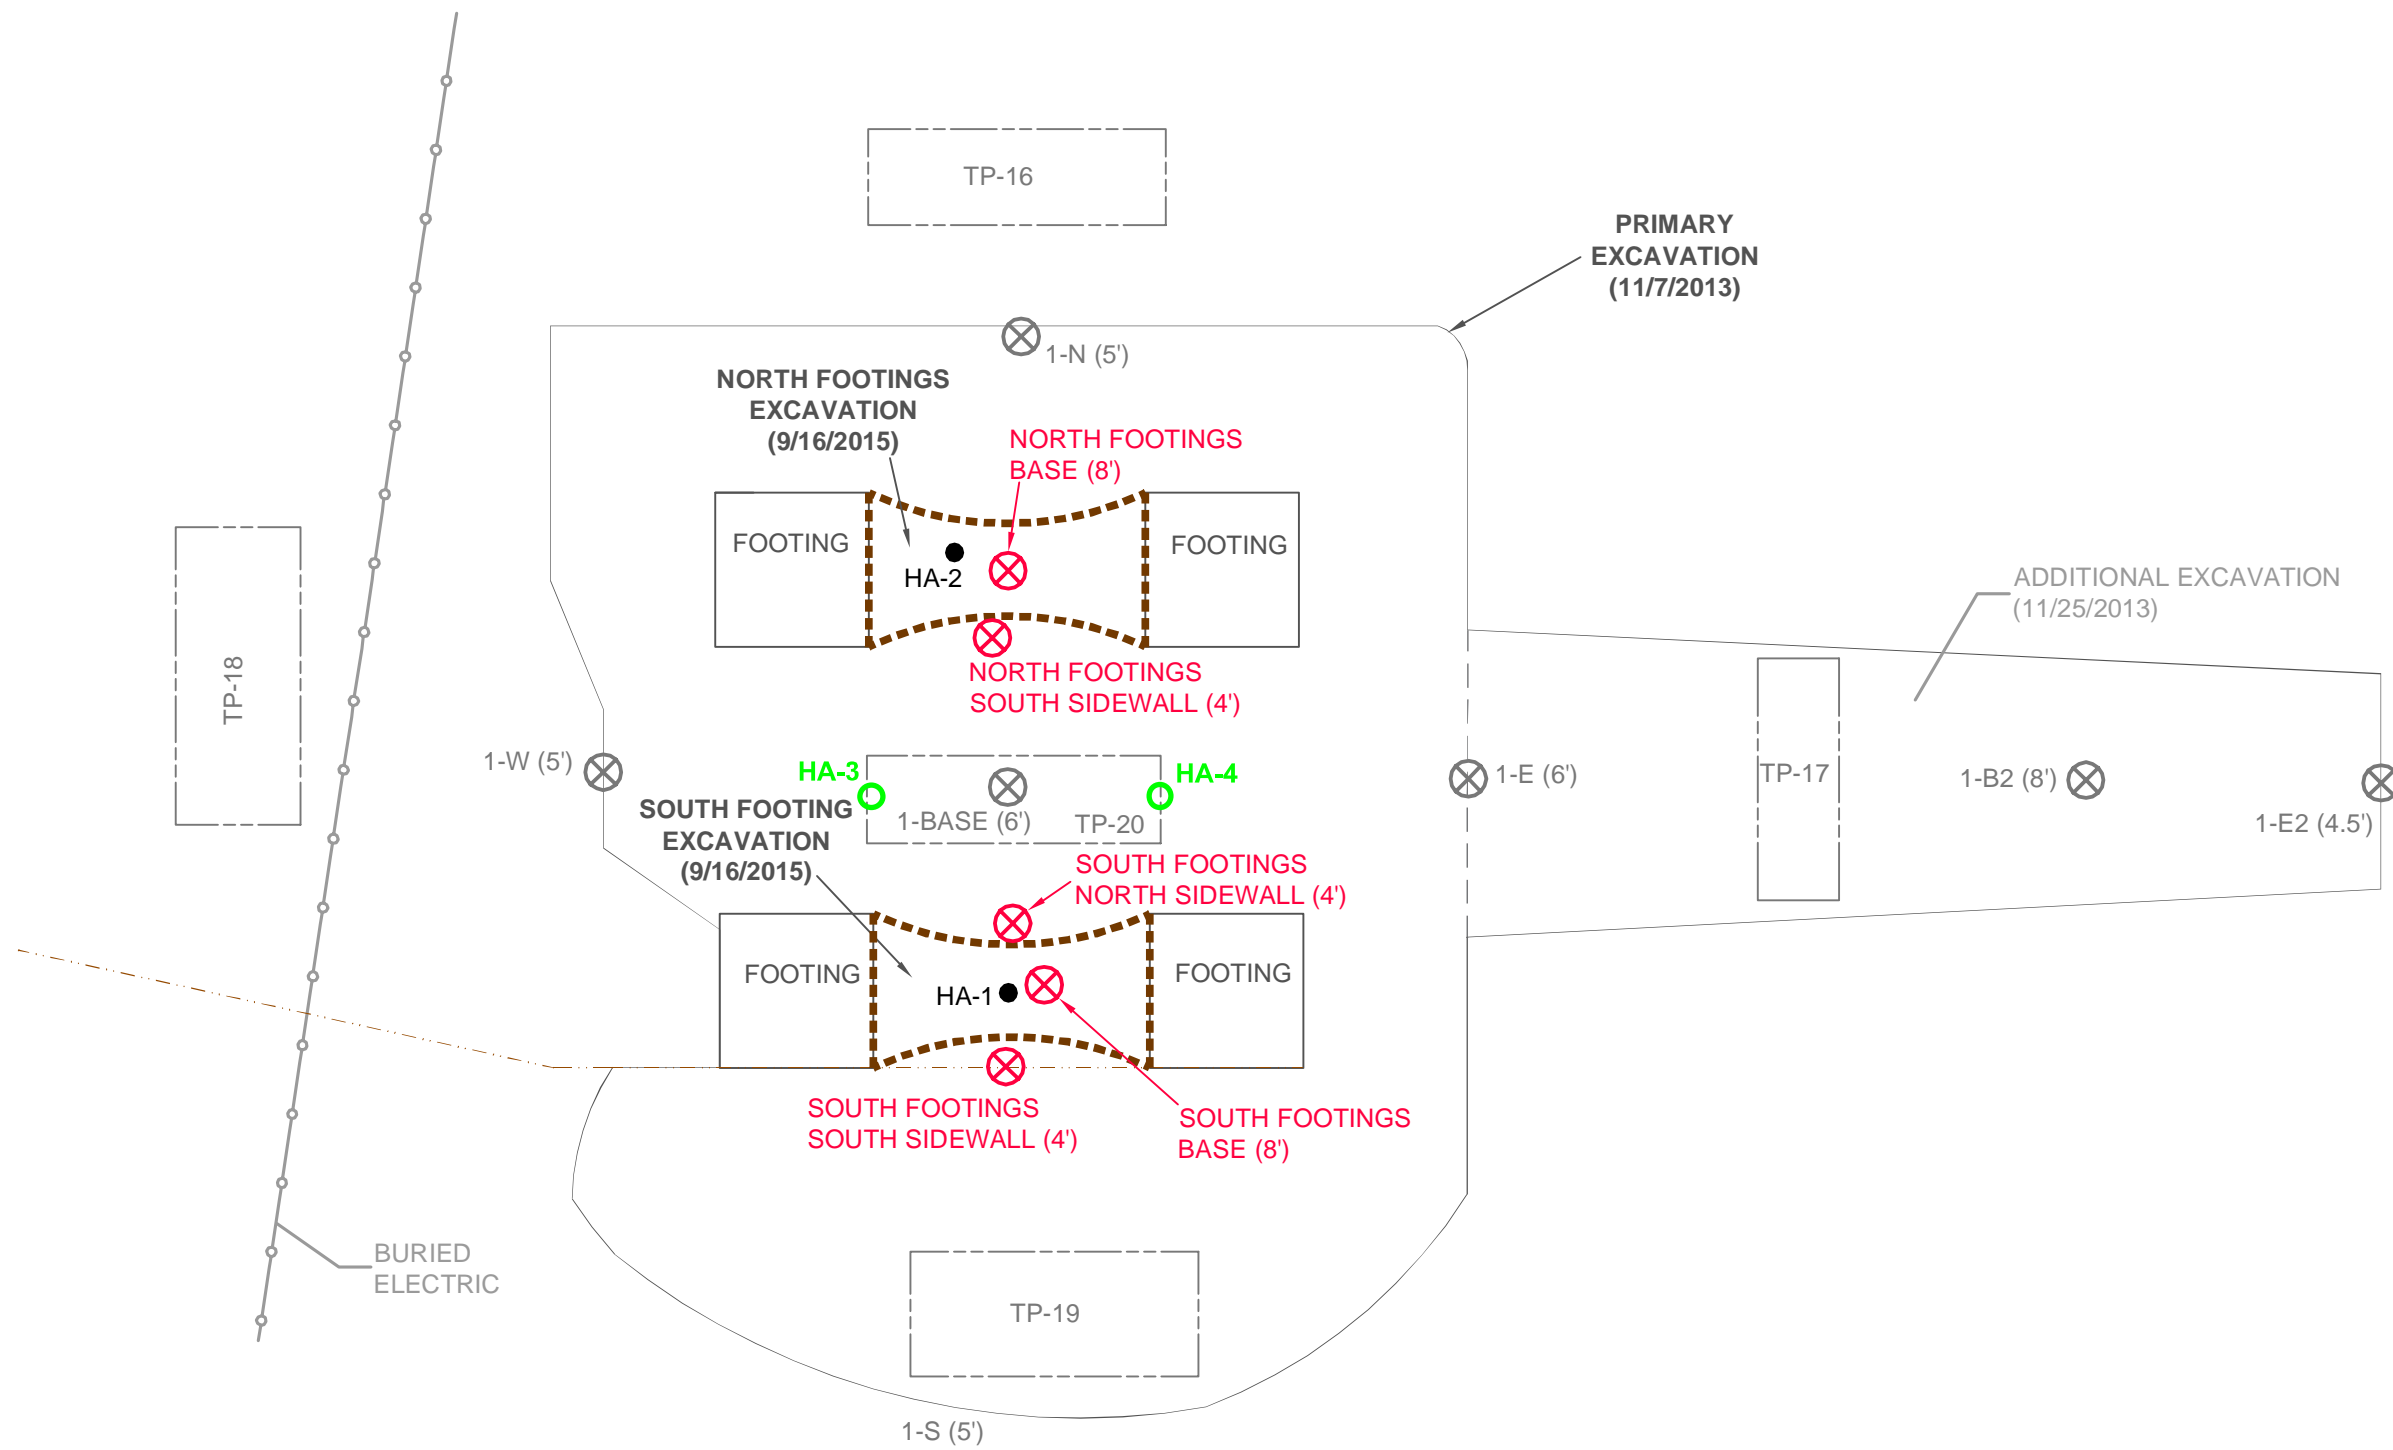 TP-16
PRIMARY
EXCAVATION
(11/7/2013)
1-N (5')
NORTH FOOTINGS
EXCAVATION
(9/16/2015)
NORTH FOOTINGS
BASE (8')
FOOTING
FOOTING
HA-2
ADDITIONAL EXCAVATION
(11/25/2013)
TP-18
NORTH FOOTINGS
SOUTH SIDEWALL (4')
1-W (5')
HA-3
HA-4
1-E (6')
TP-17
1-B2 (8')
1-E2 (4.5')
1-BASE (6')
TP-20
SOUTH FOOTING
EXCAVATION
(9/16/2015)
SOUTH FOOTINGS
NORTH SIDEWALL (4')
FOOTING
FOOTING
HA-1
SOUTH FOOTINGS
SOUTH SIDEWALL (4')
SOUTH FOOTINGS
BASE (8')
BURIED
ELECTRIC
TP-19
1-S (5')